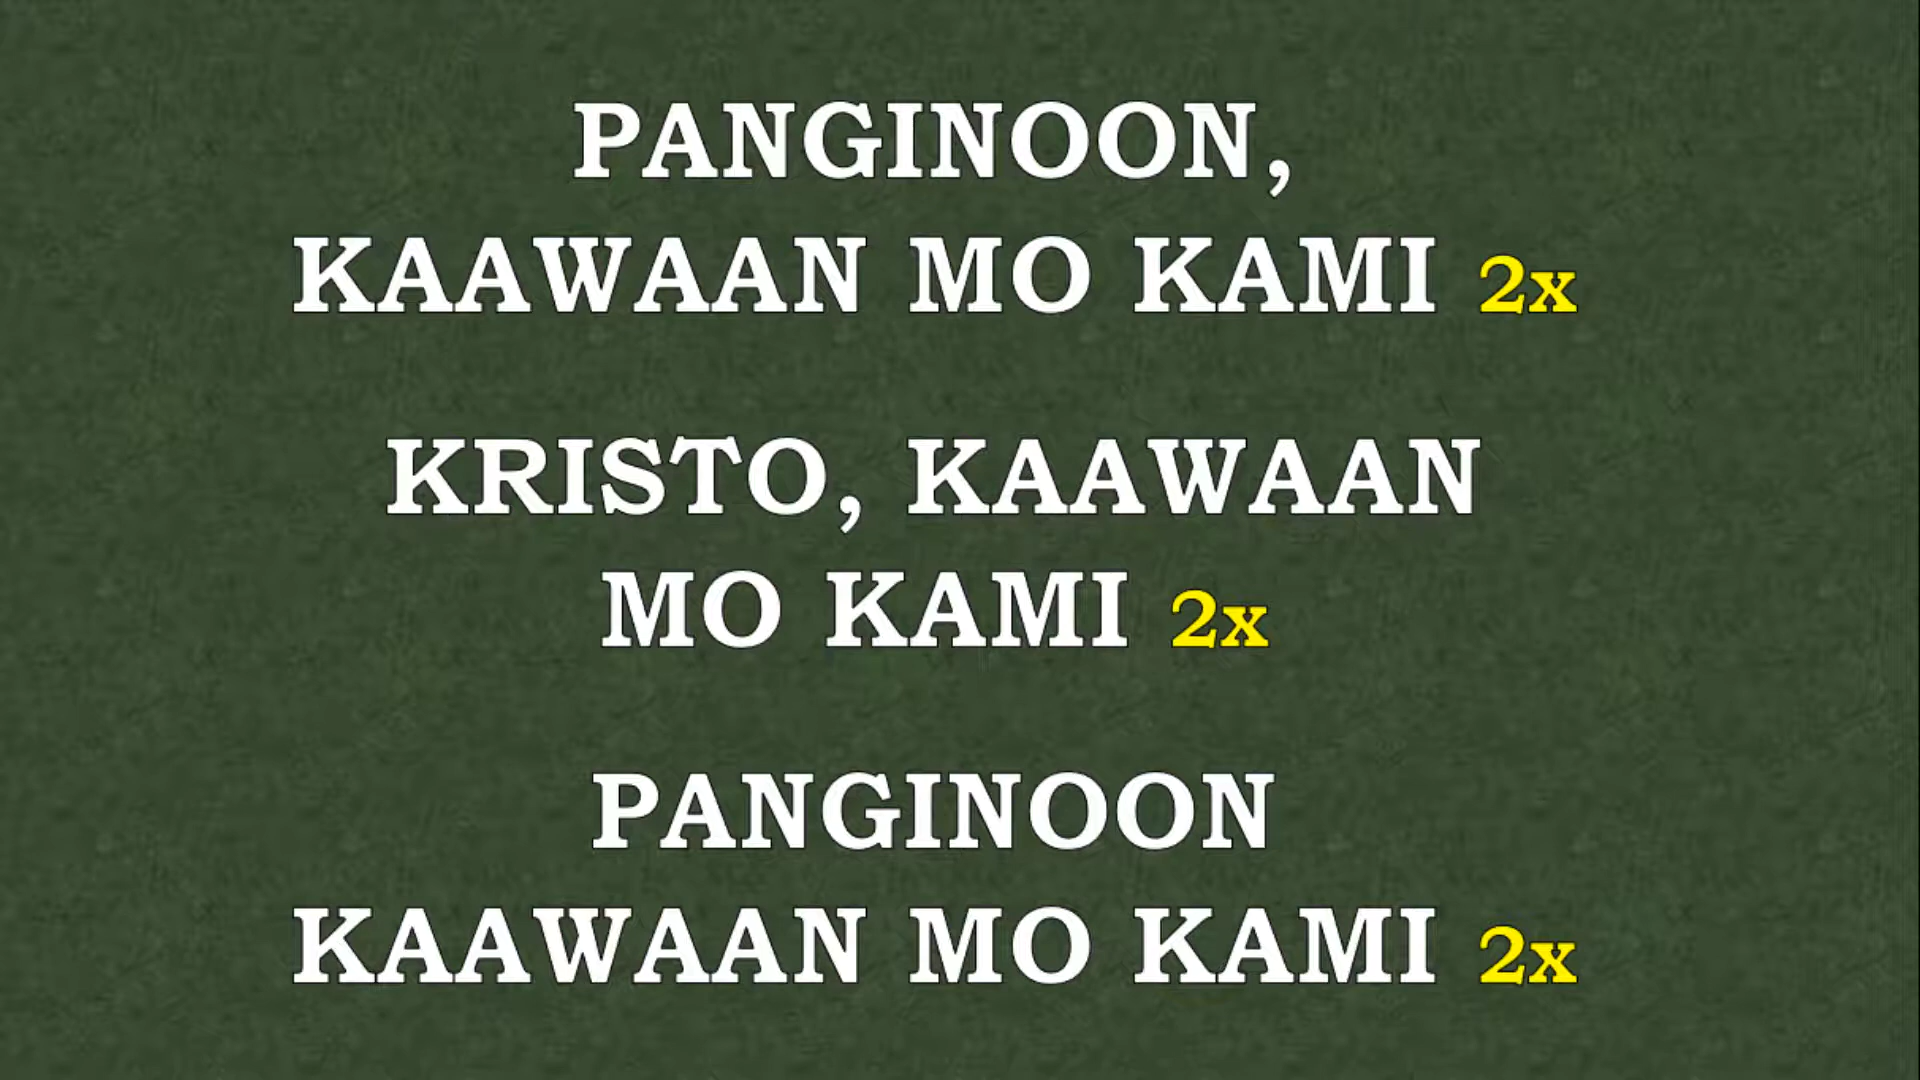 PANGINOON,
KAAWAAN MO KAMI 2x
KRISTO, KAAWAAN
MO KAMI 2x
PANGINOON
KAAWAAN MO KAMI 2x